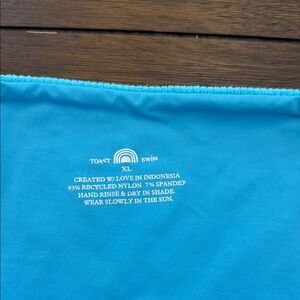 TOAST SWIM
XL
CREATED W/ LOVE IN INDONESIA
93% RECYCLED NYLON 7% SPANDEX
HAND RINSE & DRY IN SHADE.
WEAR SLOWLY IN THE SUN.